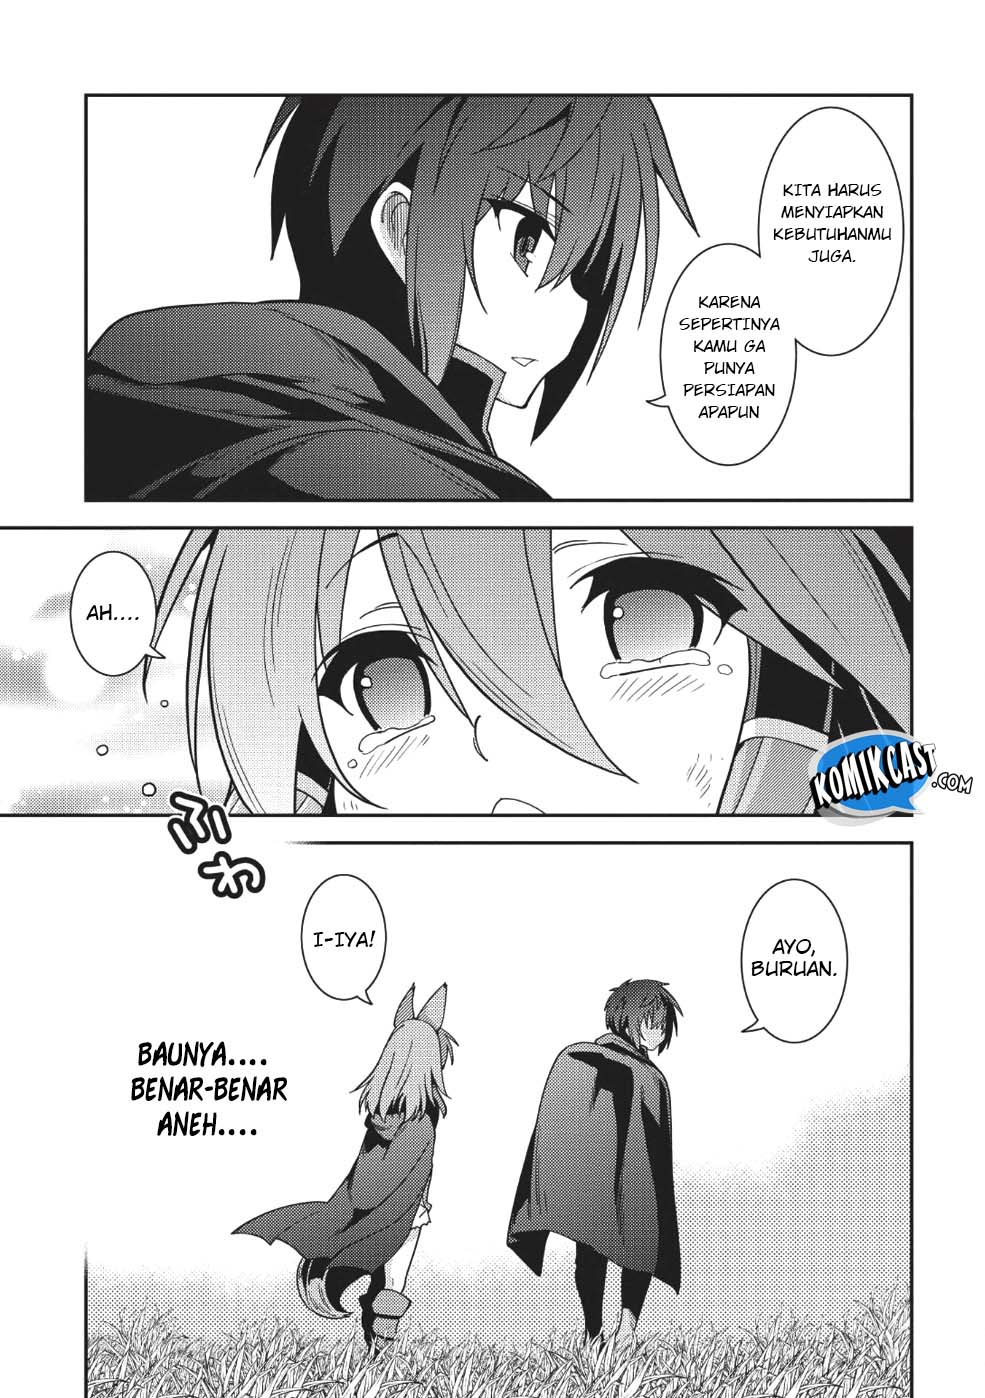 KITA HARUS
MENYIAPKAN
KEBUTUHANMU
JUGA.
KARENA
SEPERTINYA
KAMU GA
PUNYA
PERSIAPAN
APAPUN
AH....
KOMIKCAST.COM
ふわ
AYO,
BURUAN.
I-IYA!
BAUNYA....
BENAR-BENAR
ANEH....